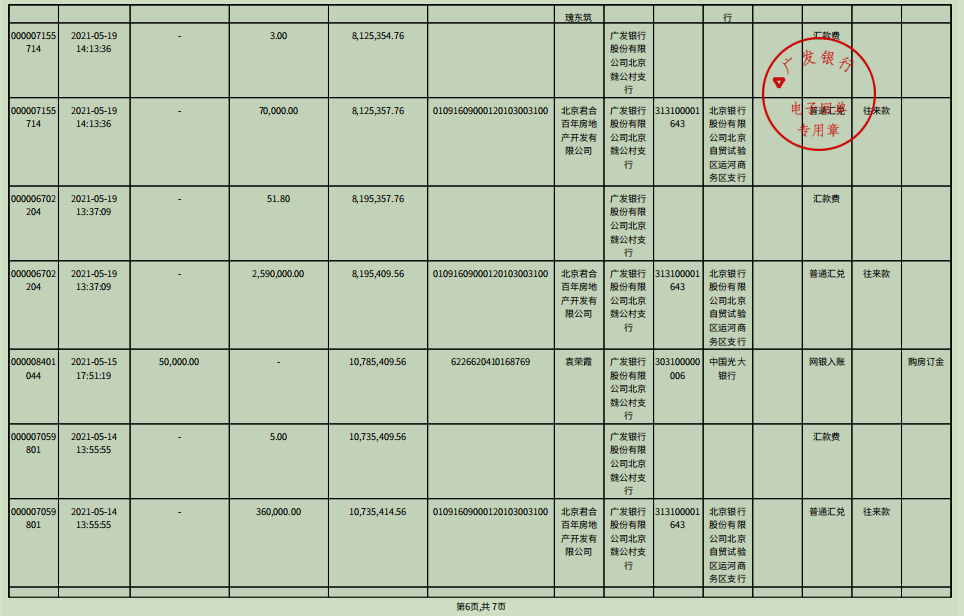 瑰东筑 行
000007155714 2021-05-19 14:13:36 - 3.00 8,125,354.76 广发银行股份有限公司北京魏公村支行 汇款费
广发银行
电子回单
专用章
000007155714 2021-05-19 14:13:36 - 70,000.00 8,125,357.76 01091609000120103003100 北京君合百年房地产开发有限公司 广发银行股份有限公司北京魏公村支行 313100001643 北京银行股份有限公司北京自贸试验区运河商务区支行 普通汇兑 往来款
000006702204 2021-05-19 13:37:09 - 51.80 8,195,357.76 广发银行股份有限公司北京魏公村支行 汇款费
000006702204 2021-05-19 13:37:09 - 2,590,000.00 8,195,409.56 01091609000120103003100 北京君合百年房地产开发有限公司 广发银行股份有限公司北京魏公村支行 313100001643 北京银行股份有限公司北京自贸试验区运河商务区支行 普通汇兑 往来款
000008401044 2021-05-15 17:51:19 50,000.00 - 10,785,409.56 6226620410168769 袁荣霞 广发银行股份有限公司北京魏公村支行 303100000006 中国光大银行 网银入账 购房订金
000007059801 2021-05-14 13:55:55 - 5.00 10,735,409.56 广发银行股份有限公司北京魏公村支行 汇款费
000007059801 2021-05-14 13:55:55 - 360,000.00 10,735,414.56 01091609000120103003100 北京君合百年房地产开发有限公司 广发银行股份有限公司北京魏公村支行 313100001643 北京银行股份有限公司北京自贸试验区运河商务区支行 普通汇兑 往来款
第6页,共7页